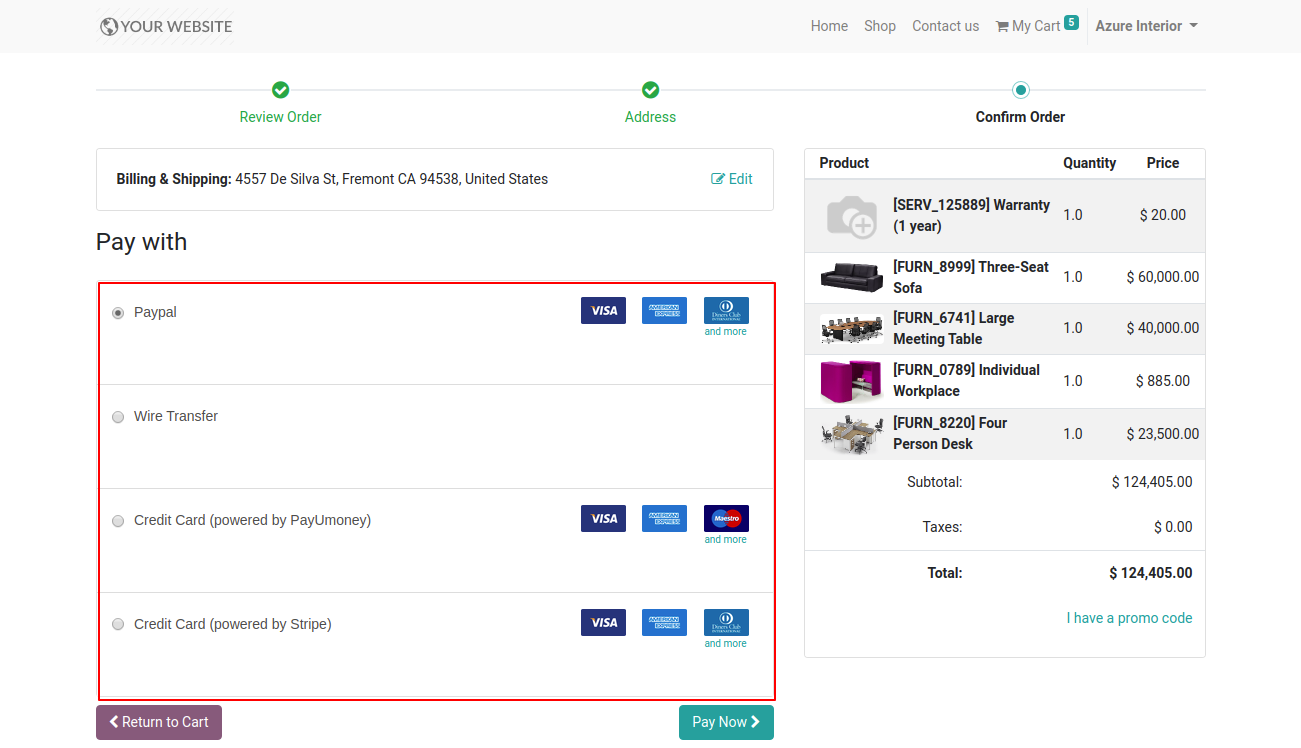 YOUR WEBSITE
Home Shop Contact us My Cart 5 Azure Interior
Review Order Address Confirm Order
Billing & Shipping: 4557 De Silva St, Fremont CA 94538, United States Edit
Pay with
Paypal VISA AMERICAN EXPRESS Diners Club INTERNATIONAL
and more
Wire Transfer
Credit Card (powered by PayUmoney) VISA AMERICAN EXPRESS Maestro
and more
Credit Card (powered by Stripe) VISA AMERICAN EXPRESS Diners Club INTERNATIONAL
and more
Return to Cart Pay Now
Product Quantity Price
[SERV_125889] Warranty
(1 year) 1.0 $ 20.00
[FURN_8999] Three-Seat
Sofa 1.0 $ 60,000.00
[FURN_6741] Large
Meeting Table 1.0 $ 40,000.00
[FURN_0789] Individual
Workplace 1.0 $ 885.00
[FURN_8220] Four
Person Desk 1.0 $ 23,500.00
Subtotal: $ 124,405.00
Taxes: $ 0.00
Total: $ 124,405.00
I have a promo code